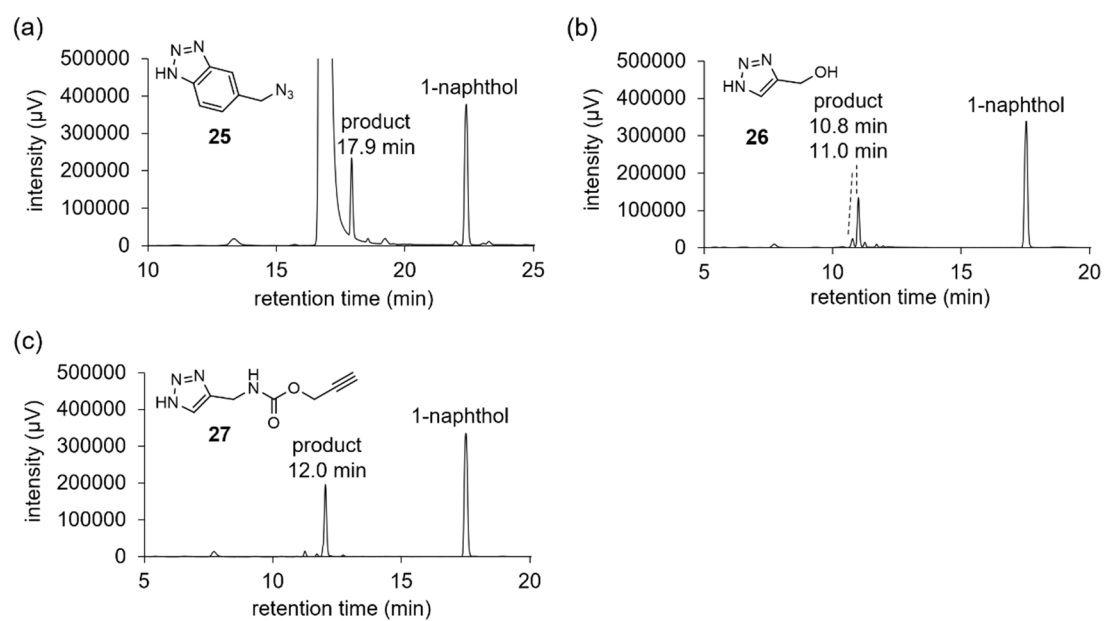 (a)
intensity (μV)
500000
400000
300000
200000
100000
0
N=N
HN
N₃
25
product
17.9 min
1-naphthol
10 15 20 25
retention time (min)
(b)
intensity (μV)
500000
400000
300000
200000
100000
0
N=N
HN
OH
26
product
10.8 min
11.0 min
1-naphthol
5 10 15 20
retention time (min)
(c)
intensity (μV)
500000
400000
300000
200000
100000
0
N=N
HN
H
N
O
O
27
product
12.0 min
1-naphthol
5 10 15 20
retention time (min)